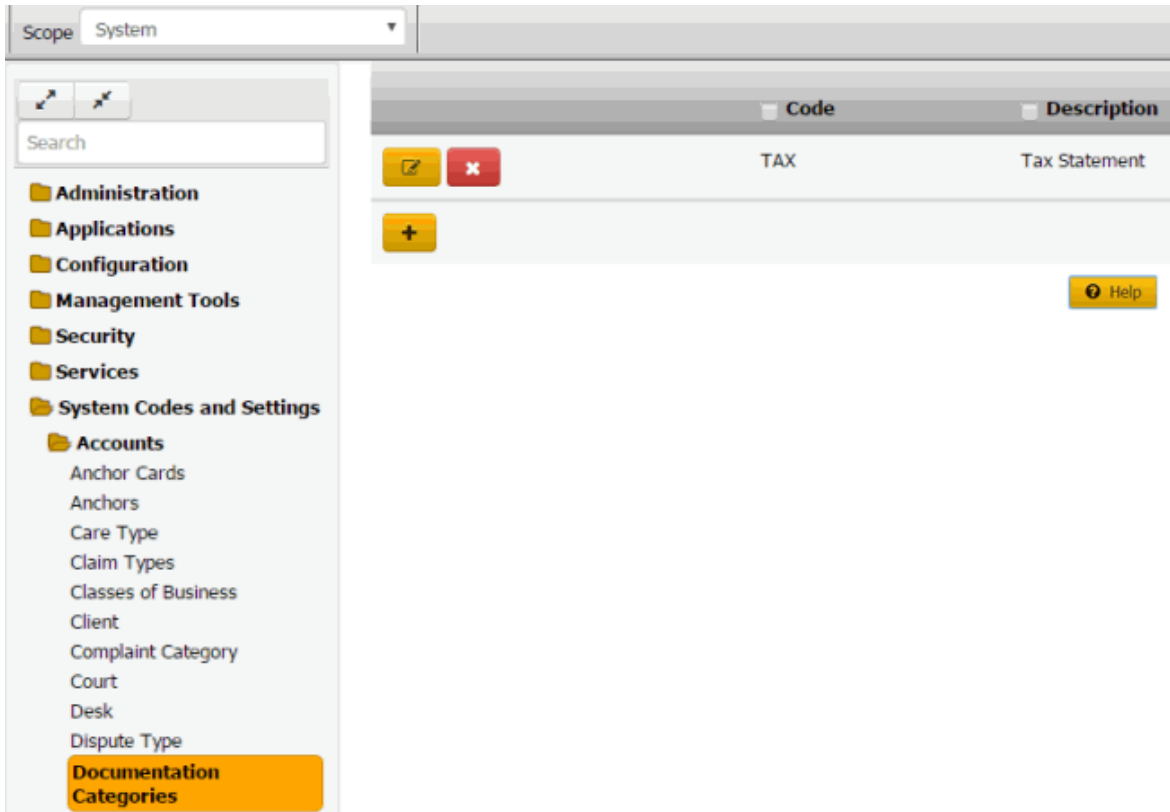 Scope System
Search
Administration
Applications
Configuration
Management Tools
Security
Services
System Codes and Settings
Accounts
Anchor Cards
Anchors
Care Type
Claim Types
Classes of Business
Client
Complaint Category
Court
Desk
Dispute Type
Documentation
Categories
Code Description
TAX Tax Statement
Help